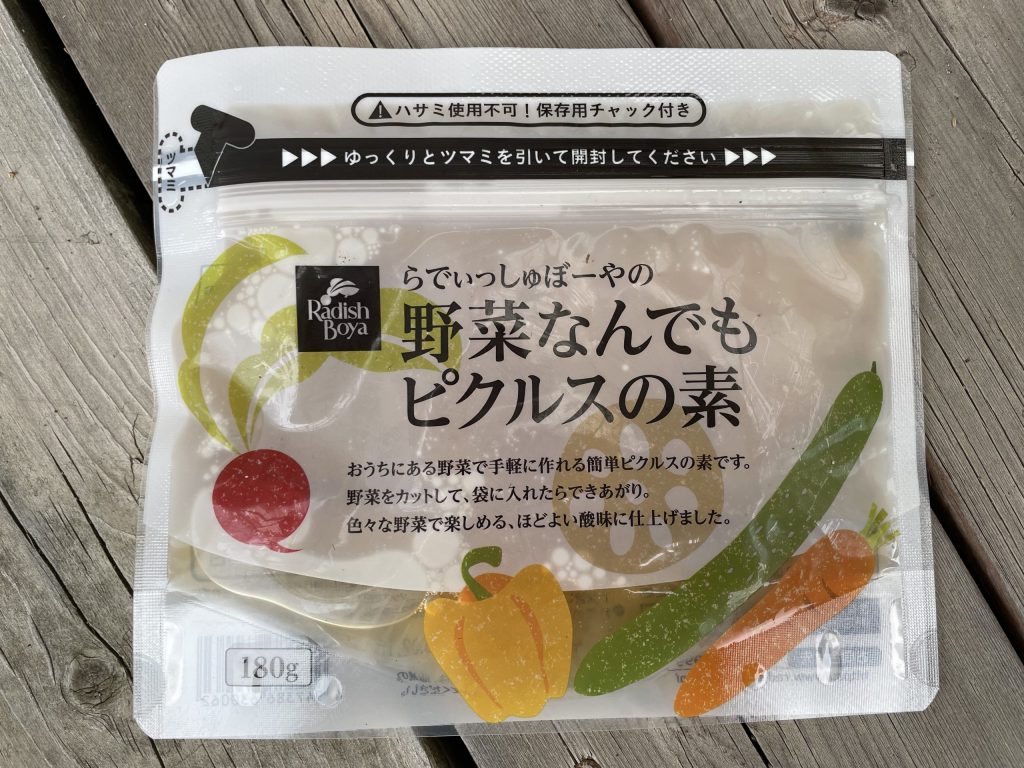 ハサミ使用不可！保存用チャック付き
ツマミ
ゆっくりとツマミを引いて開封してください
Radish
Boya
らでぃっしゅぼーやの
野菜なんでも
ピクルスの素
おうちにある野菜で手軽に作れる簡単ピクルスの素です。
野菜をカットして、袋に入れたらできあがり。
色々な野菜で楽しめる、ほどよい酸味に仕上げました。
180g